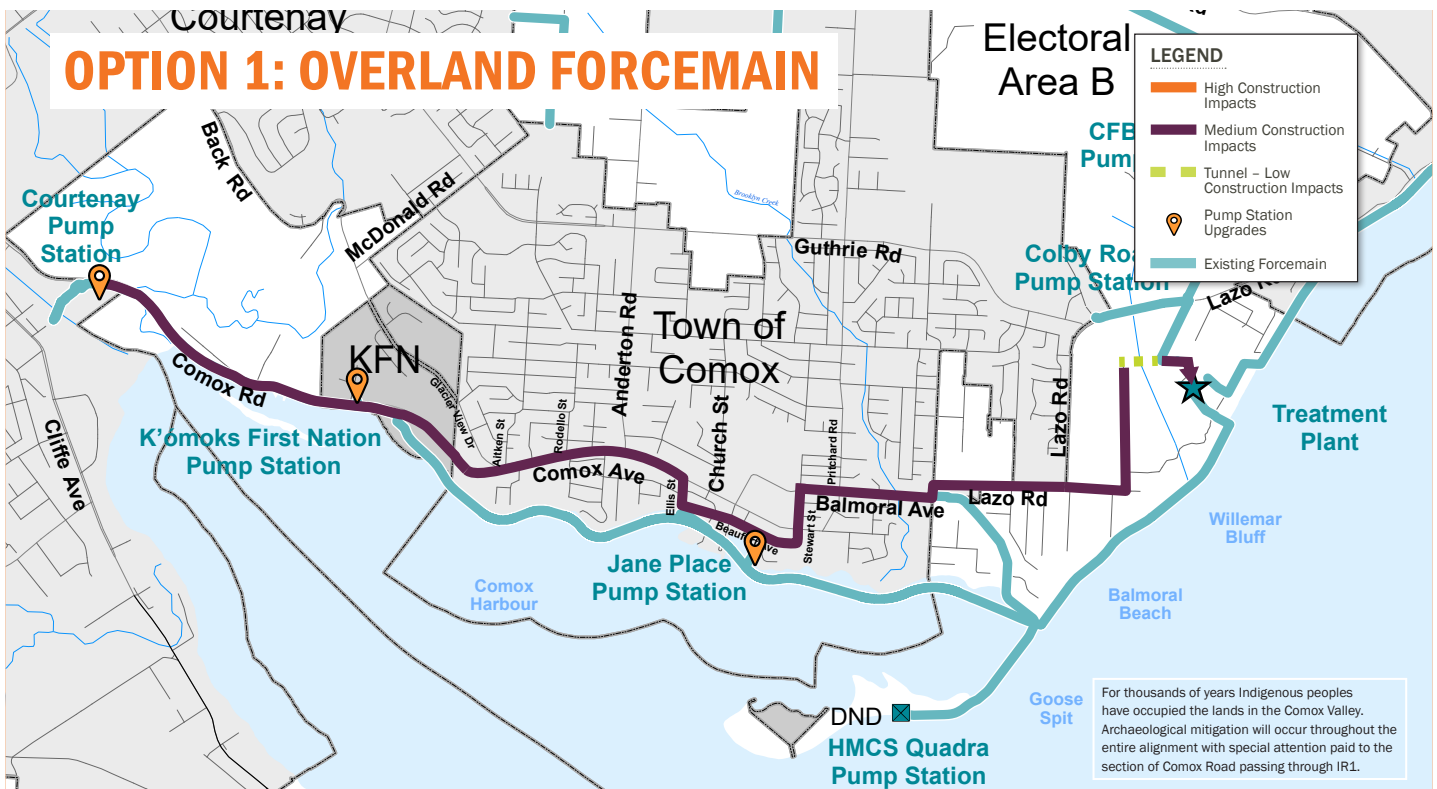 Courtenay
OPTION 1: OVERLAND FORCEMAIN
Electoral
Area B
LEGEND
High Construction
Impacts
Medium Construction
Impacts
Tunnel – Low
Construction Impacts
Pump Station
Upgrades
Existing Forcemain
Back Rd
McDonald Rd
Courtenay
Pump
Station
Brooklyn Creek
Guthrie Rd
Colby
Pump Station
Lazo
Anderton Rd
Town of
Comox
KFN
Glacier View Dr
Comox Rd
Aitken St
Rodello St
Church St
Pritchard Rd
Lazo Rd
Treatment
Plant
Cliffe Ave
K'ómoks First Nation
Pump Station
Comox Ave
Ellis St
Balmoral Ave
Lazo Rd
Stewart St
Willemar
Bluff
Jane Place
Pump Station
Comox
Harbour
Balmoral
Beach
Goose
Spit
DND
HMCS Quadra
Pump Station
For thousands of years Indigenous peoples
have occupied the lands in the Comox Valley.
Archaeological mitigation will occur throughout the
entire alignment with special attention paid to the
section of Comox Road passing through IR1.